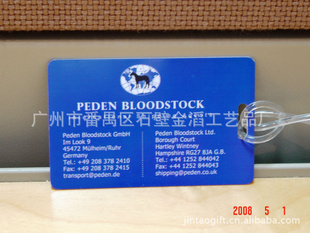 PEDEN BLOODSTOCK
广州市番禺区石壁金滔工艺品厂
Peden Bloodstock GmbH
Im Look 9
45472 Mülheim/Ruhr
Germany
Tel: +49 208 378 2410
Fax: +49 208 378 2415
transport@peden.de
Peden Bloodstock Ltd.
Borough Court
Hartley Wintney
Hampshire RG27 8JA G.B.
Tel: +44 1252 844042
Fax: +44 1252 844043
shipping@peden.co.uk
2008 5 1
jinhtaogift.cn.alibaba.com